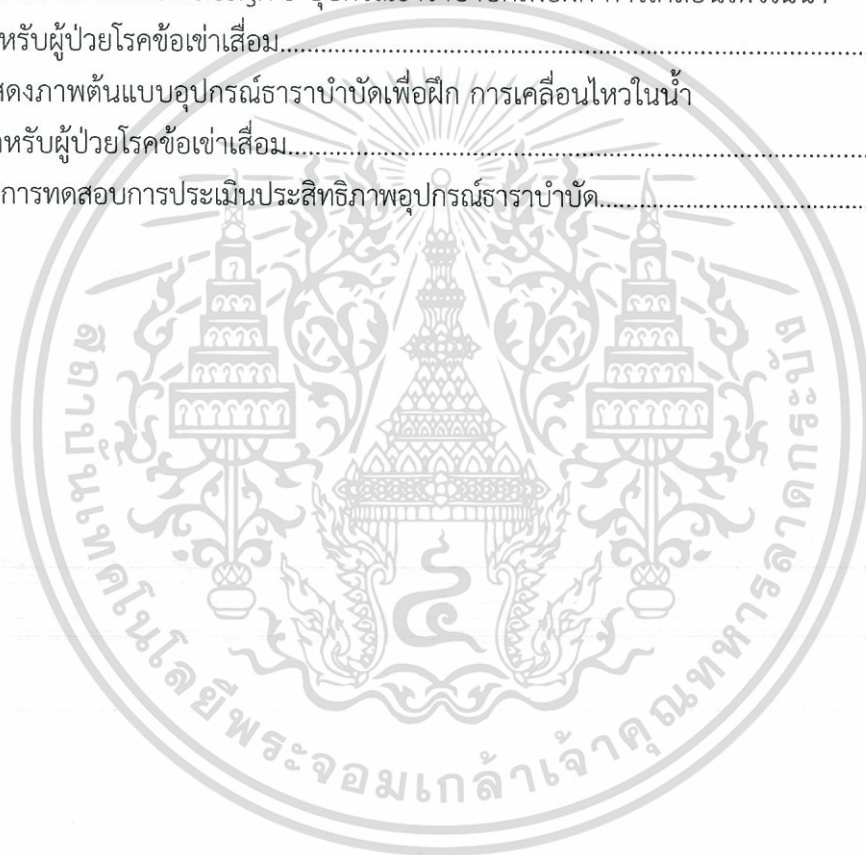 หรับผู้ป่วยโรคข้อเข่าเสื่อม
สดงภาพต้นแบบอุปกรณ์ธาราบำบัดเพื่อฝึก การเคลื่อนไหวในน้ำ
หรับผู้ป่วยโรคข้อเข่าเสื่อม
การทดสอบการประเมินประสิทธิภาพอุปกรณ์ธาราบำบัด
สถาบันเทคโนโลยีพระจอมเกล้าเจ้าคุณทหารลาดกระบัง